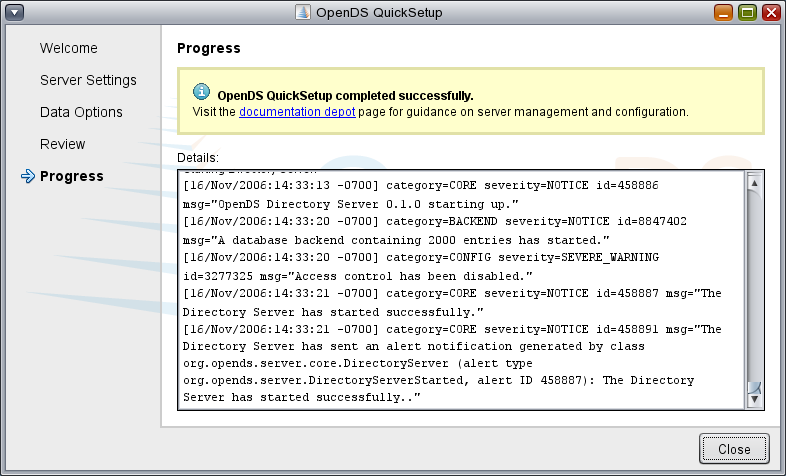 OpenDS QuickSetup
Welcome
Server Settings
Data Options
Review
Progress
Progress
OpenDS QuickSetup completed successfully.
Visit the documentation depot page for guidance on server management and configuration.
Details:
Starting Directory Server
[16/Nov/2006:14:33:13 -0700] category=CORE severity=NOTICE id=458886
msg="OpenDS Directory Server 0.1.0 starting up."
[16/Nov/2006:14:33:20 -0700] category=BACKEND severity=NOTICE id=8847402
msg="A database backend containing 2000 entries has started."
[16/Nov/2006:14:33:20 -0700] category=CONFIG severity=SEVERE_WARNING
id=3277325 msg="Access control has been disabled."
[16/Nov/2006:14:33:21 -0700] category=CORE severity=NOTICE id=458887 msg="The
Directory Server has started successfully."
[16/Nov/2006:14:33:21 -0700] category=CORE severity=NOTICE id=458891 msg="The
Directory Server has sent an alert notification generated by class
org.opends.server.core.DirectoryServer (alert type
org.opends.server.DirectoryServerStarted, alert ID 458887): The Directory
Server has started successfully.."
Close